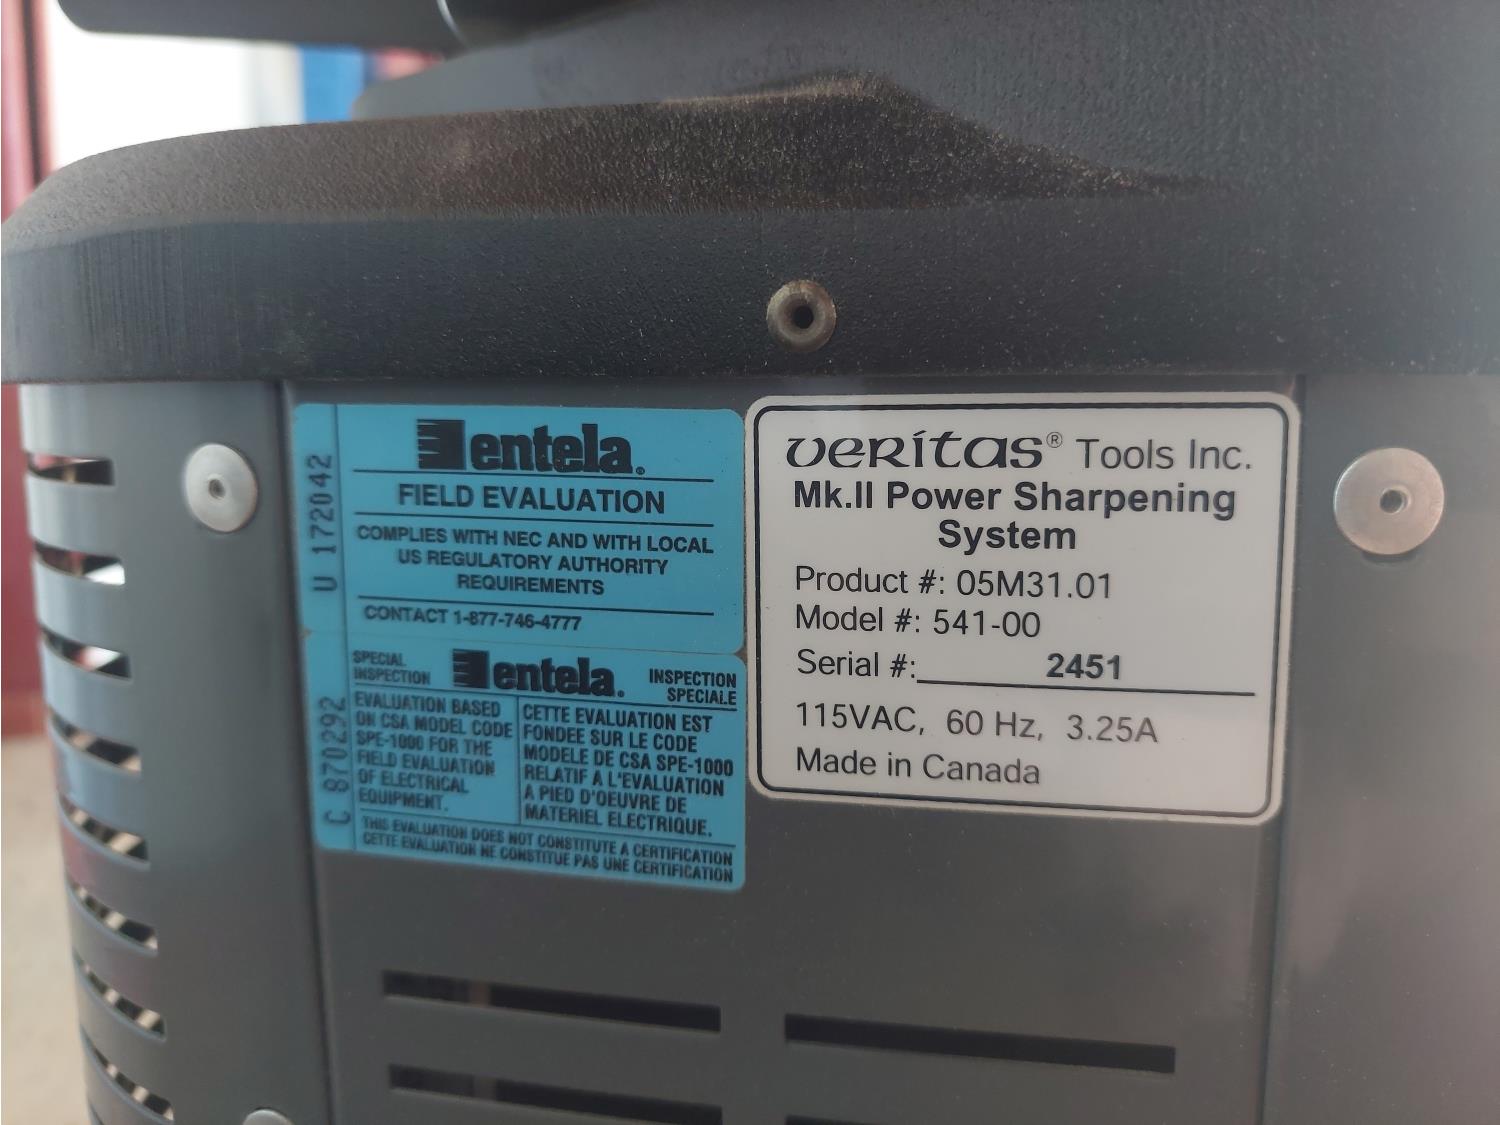 U 172042
entela.
FIELD EVALUATION
COMPLIES WITH NEC AND WITH LOCAL
US REGULATORY AUTHORITY
REQUIREMENTS
CONTACT 1-877-746-4777
C 870292
SPECIAL
INSPECTION
entela.
INSPECTION
SPECIALE
EVALUATION BASED
ON CSA MODEL CODE
SPE-1000 FOR THE
FIELD EVALUATION
OF ELECTRICAL
EQUIPMENT.
CETTE EVALUATION EST
FONDEE SUR LE CODE
MODELE DE CSA SPE-1000
RELATIF A L'EVALUATION
A PIED D'OEUVRE DE
MATERIEL ELECTRIQUE.
THIS EVALUATION DOES NOT CONSTITUTE A CERTIFICATION
CETTE EVALUATION NE CONSTITUE PAS UNE CERTIFICATION
veritas® Tools Inc.
Mk.II Power Sharpening
System
Product #: 05M31.01
Model #: 541-00
Serial #: 2451
115VAC, 60 Hz, 3.25A
Made in Canada